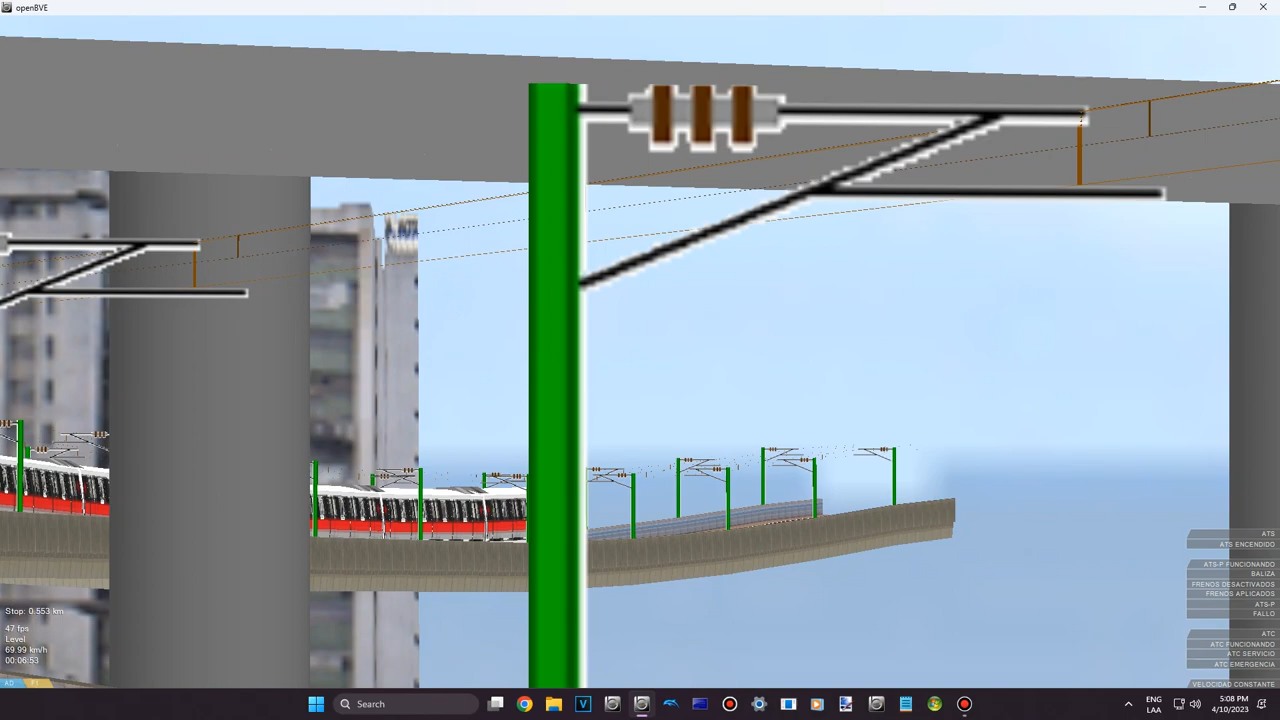 openBVE
Stop: 0.553 km
47 fps
Level
69.99 km/h
00:06:53
AD F1
ATS
ATS ENCENDIDO
ATS-P FUNCIONANDO
BALIZA
FRENOS DESACTIVADOS
FRENOS APLICADOS
ATS-P
FALLO
ATC
ATC FUNCIONANDO
ATC SERVICIO
ATC EMERGENCIA
VELOCIDAD CONSTANTE
Search
ENG
LAA
5:08 PM
4/10/2023